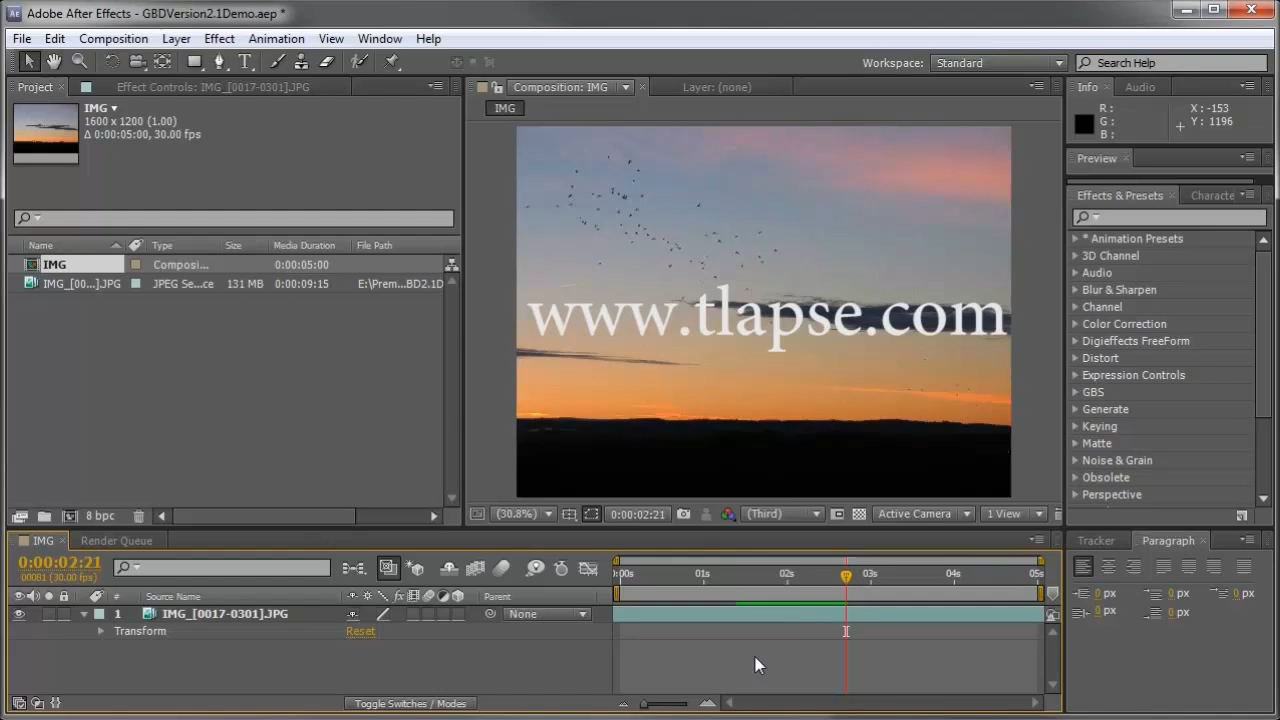 Adobe After Effects - GBDVersion2.1Demo.aep *
File Edit Composition Layer Effect Animation View Window Help
Workspace: Standard Search Help
Project Effect Controls: IMG_[0017-0301].JPG
IMG
1600 x 1200 (1.00)
Δ 0:00:05:00, 30.00 fps
Name Type Size Media Duration File Path
IMG Composi... 0:00:05:00
IMG_[00...].JPG JPEG Se...ce 131 MB 0:00:09:15 E:\Prem...BD2.1D
8 bpc
Composition: IMG Layer: (none)
IMG
www.tlapse.com
(30.8%) 0:00:02:21 (Third) Active Camera 1 View
Info Audio
R: X: -153
G: Y: 1196
B:
Preview
Effects & Presets Characte
* Animation Presets
3D Channel
Audio
Blur & Sharpen
Channel
Color Correction
Digieffects FreeForm
Distort
Expression Controls
GBS
Generate
Keying
Matte
Noise & Grain
Obsolete
Perspective
IMG Render Queue
0:00:02:21
00081 (30.00 fps)
# Source Name Parent
1 IMG_[0017-0301].JPG None
Transform Reset
Toggle Switches / Modes
:00s 01s 02s 03s 04s 05s
Tracker Paragraph
0 px 0 px 0 px
0 px 0 px